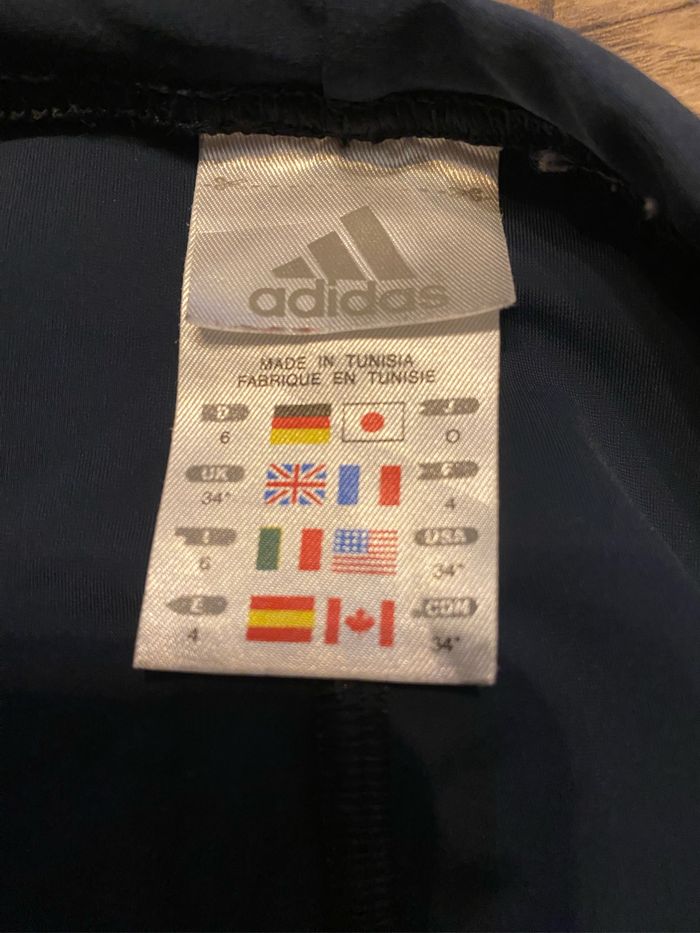 adidas
MADE IN TUNISIA
FABRIQUE EN TUNISIE
D J
6 O
UK F
34" 4
I USA
6 34"
E CDN
4 34"